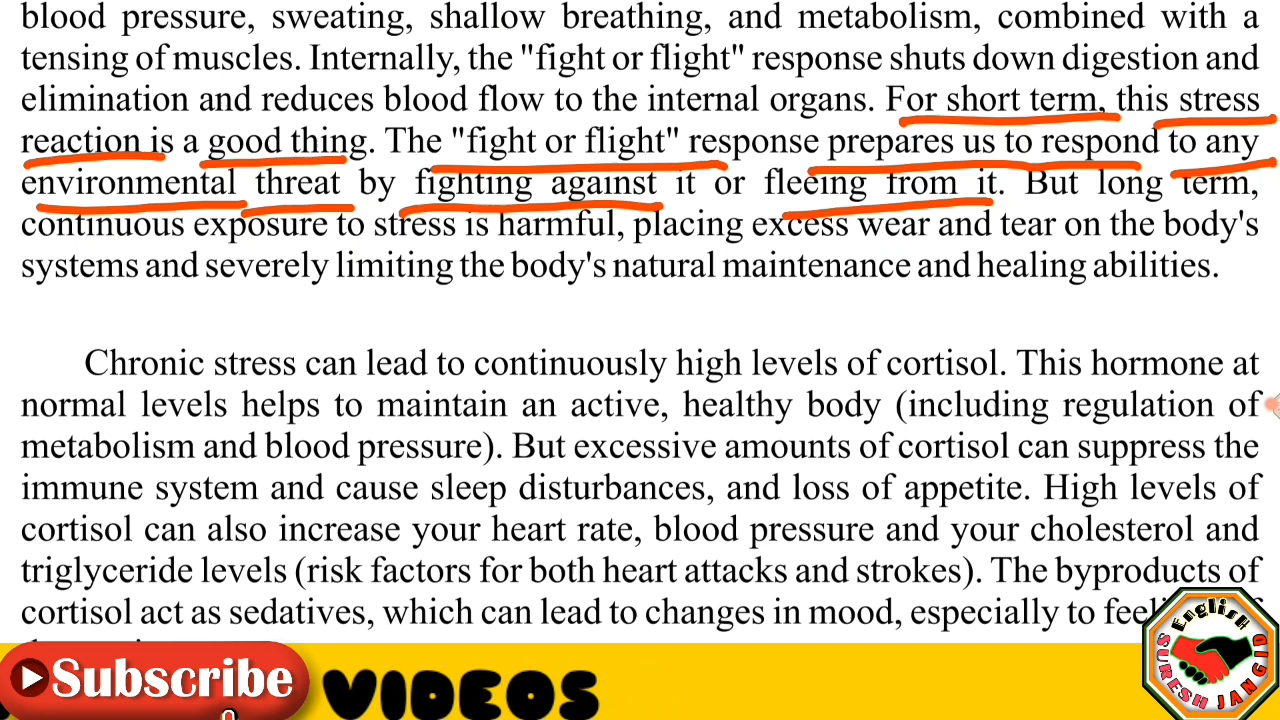 blood pressure, sweating, shallow breathing, and metabolism, combined with a
tensing of muscles. Internally, the "fight or flight" response shuts down digestion and
elimination and reduces blood flow to the internal organs. For short term, this stress
reaction is a good thing. The "fight or flight" response prepares us to respond to any
environmental threat by fighting against it or fleeing from it. But long term,
continuous exposure to stress is harmful, placing excess wear and tear on the body's
systems and severely limiting the body's natural maintenance and healing abilities.
Chronic stress can lead to continuously high levels of cortisol. This hormone at
normal levels helps to maintain an active, healthy body (including regulation of
metabolism and blood pressure). But excessive amounts of cortisol can suppress the
immune system and cause sleep disturbances, and loss of appetite. High levels of
cortisol can also increase your heart rate, blood pressure and your cholesterol and
triglyceride levels (risk factors for both heart attacks and strokes). The byproducts of
cortisol act as sedatives, which can lead to changes in mood, especially to
Subscribe VIDEOS
English
SURESH JANGID